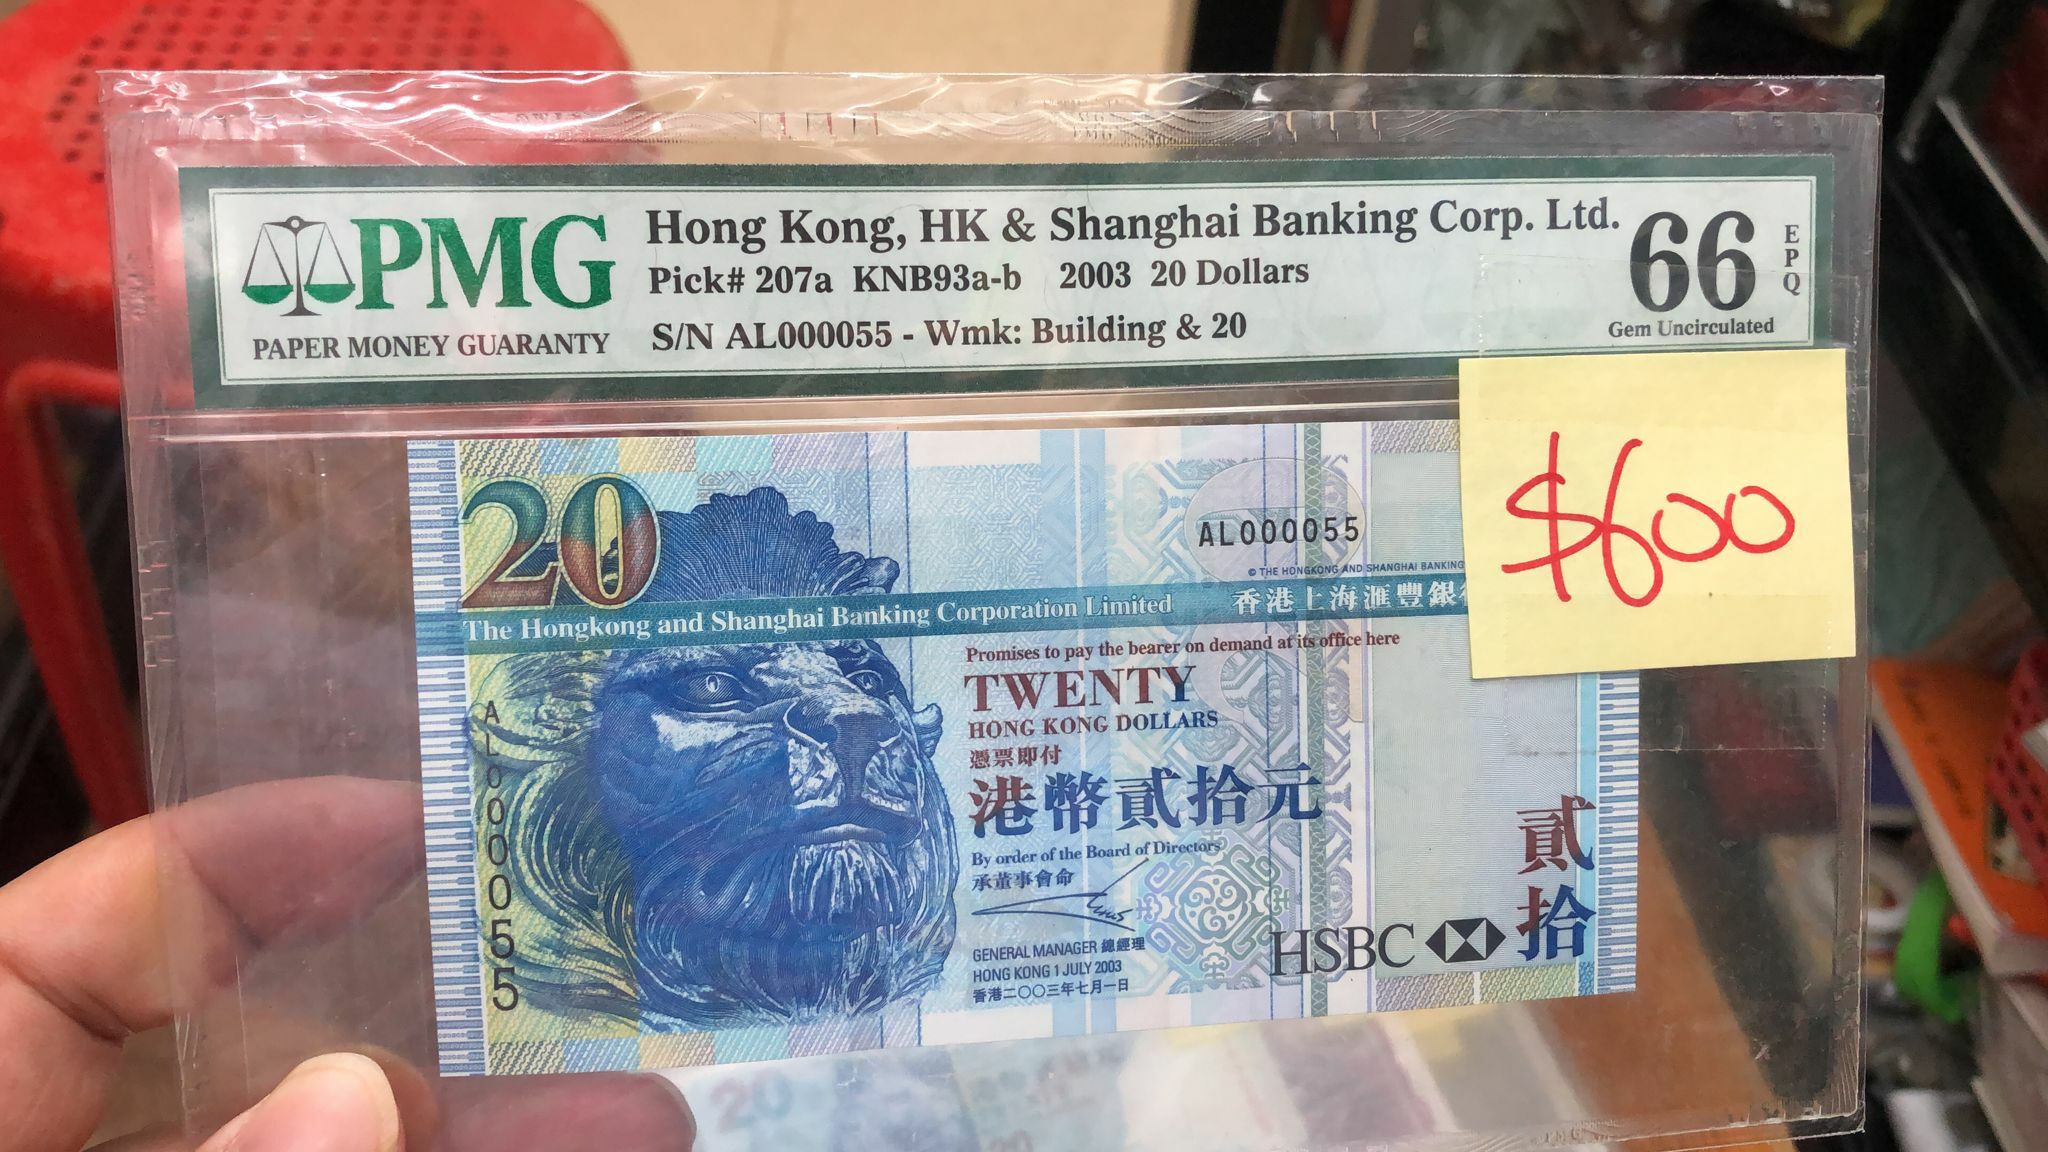 PMG
PAPER MONEY GUARANTY
Hong Kong, HK & Shanghai Banking Corp. Ltd.
Pick# 207a KNB93a-b 2003 20 Dollars
S/N AL000055 - Wmk: Building & 20
66
EPQ
Gem Uncirculated
$600
20
AL000055
© THE HONGKONG AND SHANGHAI BANKING
The Hongkong and Shanghai Banking Corporation Limited
香港上海滙豐銀
Promises to pay the bearer on demand at its office here
TWENTY
HONG KONG DOLLARS
憑票即付
港幣貳拾元
By order of the Board of Directors
承董事會命
GENERAL MANAGER 總經理
HONG KONG 1 JULY 2003
香港二〇〇三年七月一日
AL000055
HSBC
貳拾
20